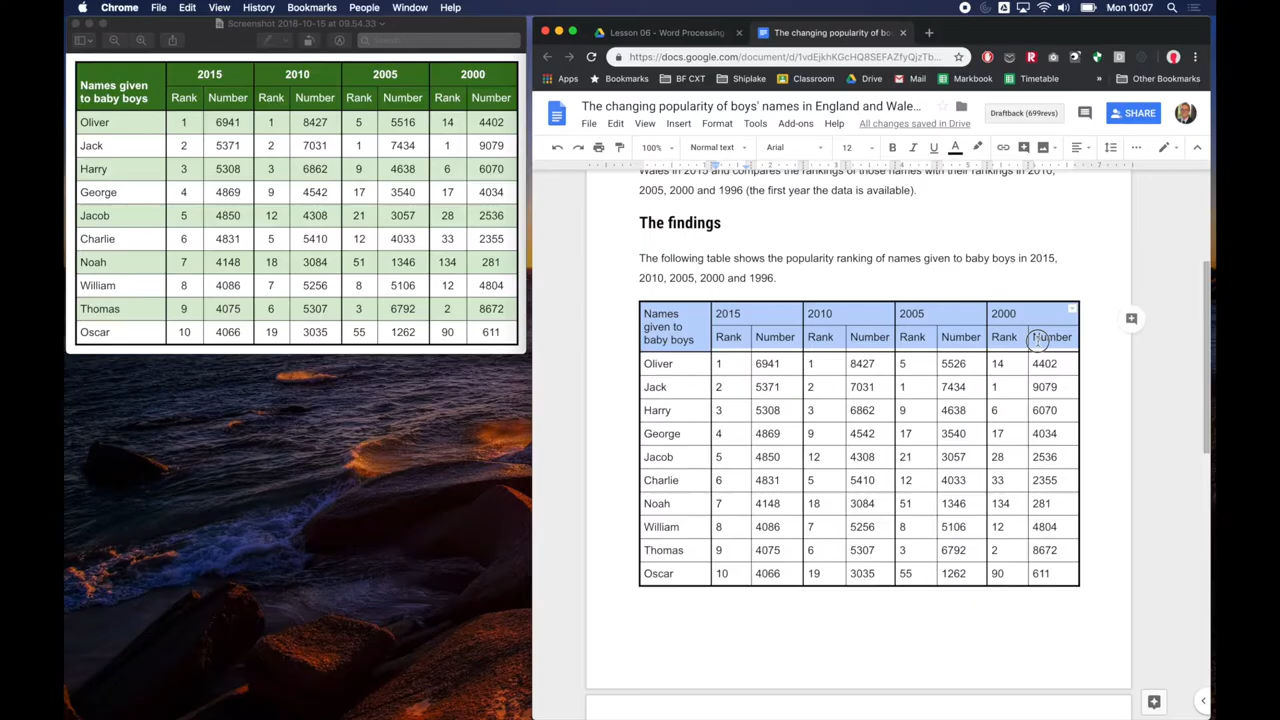 Chrome File Edit View History Bookmarks People Window Help Mon 10:07
Screenshot 2018-10-15 at 09.54.33
Search
Names given to baby boys 2015 2010 2005 2000
Rank Number Rank Number Rank Number Rank Number
Oliver 1 6941 1 8427 5 5516 14 4402
Jack 2 5371 2 7031 1 7434 1 9079
Harry 3 5308 3 6862 9 4638 6 6070
George 4 4869 9 4542 17 3540 17 4034
Jacob 5 4850 12 4308 21 3057 28 2536
Charlie 6 4831 5 5410 12 4033 33 2355
Noah 7 4148 18 3084 51 1346 134 281
William 8 4086 7 5256 8 5106 12 4804
Thomas 9 4075 6 5307 3 6792 2 8672
Oscar 10 4066 19 3035 55 1262 90 611
Lesson 06 - Word Processing The changing popularity of bo
https://docs.google.com/document/d/1vdEjkhKGcHQ8SEFAZfyQjzTb...
Apps Bookmarks BF CXT Shiplake Classroom Drive Mail Markbook Timetable » Other Bookmarks
The changing popularity of boys' names in England and Wale...
File Edit View Insert Format Tools Add-ons Help All changes saved in Drive
Draftback (699revs) SHARE
100% Normal text Arial 12 B I U A
Wales in 2015 and compares the rankings of those names with their rankings in 2010,
2005, 2000 and 1996 (the first year the data is available).
The findings
The following table shows the popularity ranking of names given to baby boys in 2015,
2010, 2005, 2000 and 1996.
Names given to baby boys 2015 2010 2005 2000
Rank Number Rank Number Rank Number Rank Number
Oliver 1 6941 1 8427 5 5526 14 4402
Jack 2 5371 2 7031 1 7434 1 9079
Harry 3 5308 3 6862 9 4638 6 6070
George 4 4869 9 4542 17 3540 17 4034
Jacob 5 4850 12 4308 21 3057 28 2536
Charlie 6 4831 5 5410 12 4033 33 2355
Noah 7 4148 18 3084 51 1346 134 281
William 8 4086 7 5256 8 5106 12 4804
Thomas 9 4075 6 5307 3 6792 2 8672
Oscar 10 4066 19 3035 55 1262 90 611